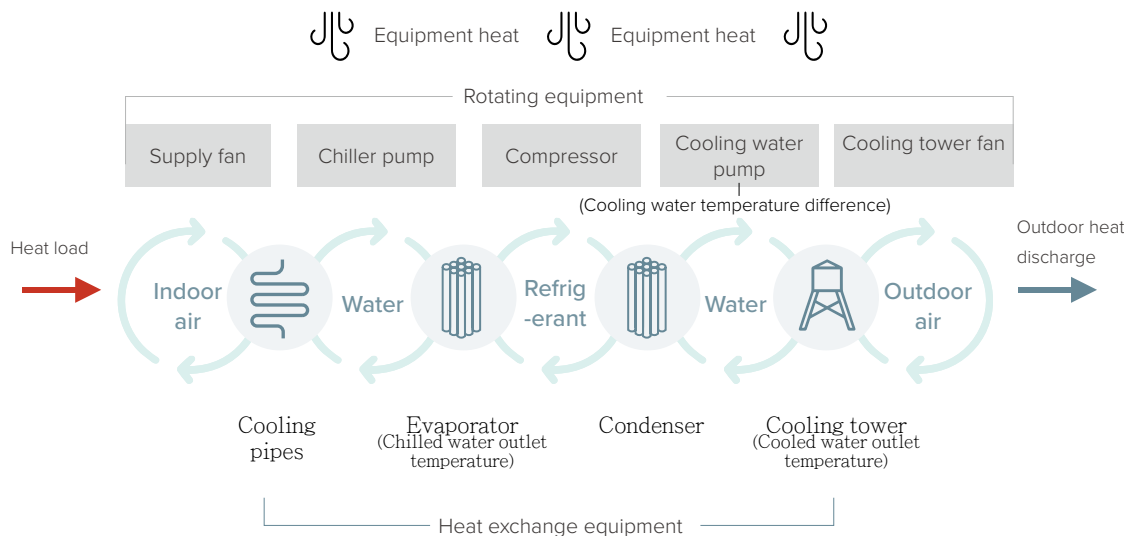 Equipment heat
Equipment heat
Rotating equipment
Supply fan
Chiller pump
Compressor
Cooling water
pump
Cooling tower fan
(Cooling water temperature difference)
Heat load
Outdoor heat
discharge
Indoor
air
Water
Refrig
-erant
Water
Outdoor
air
Cooling
pipes
Evaporator
(Chilled water outlet
temperature)
Condenser
Cooling tower
(Cooled water outlet
temperature)
Heat exchange equipment